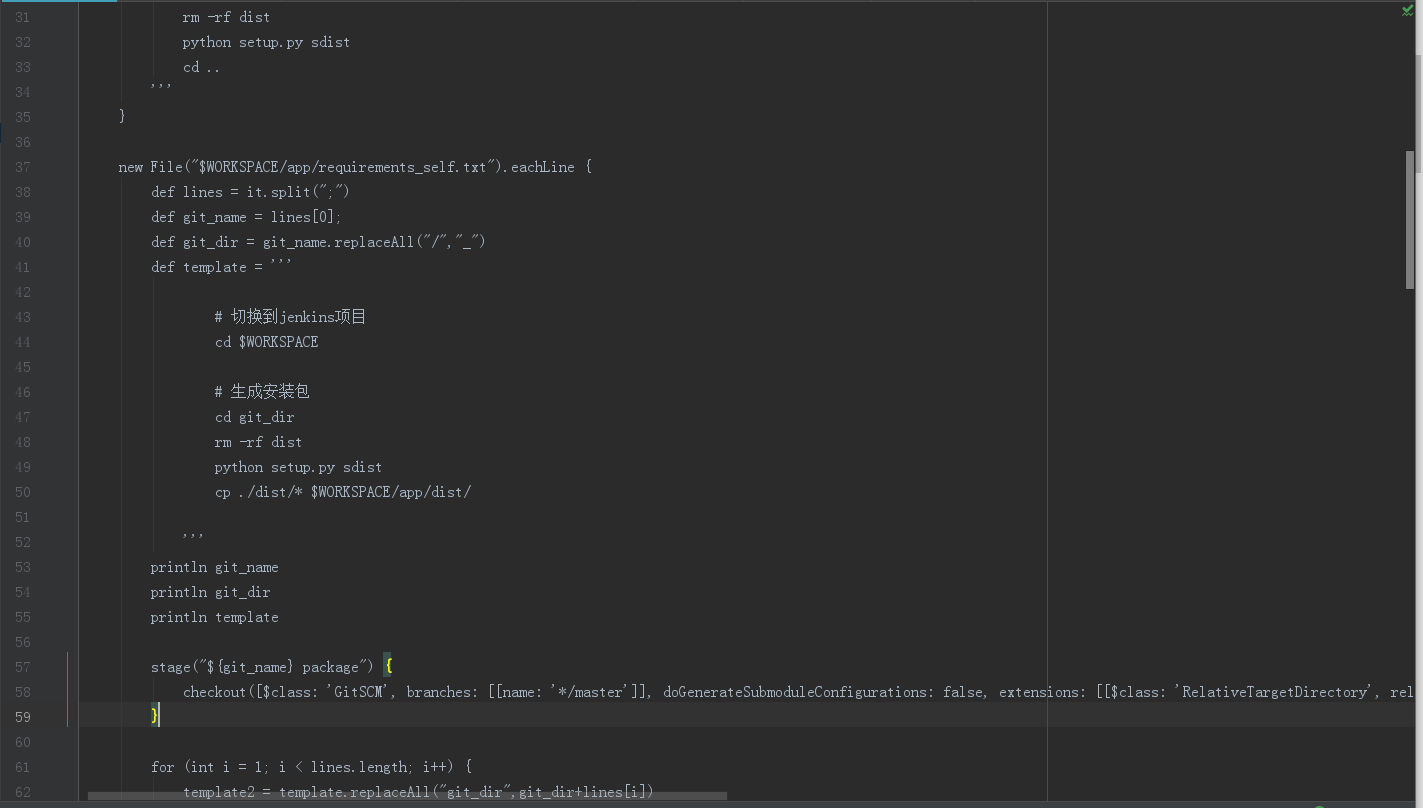 31 rm -rf dist
32 python setup.py sdist
33 cd ..
34 '''
35 }
36
37 new File("$WORKSPACE/app/requirements_self.txt").eachLine {
38 def lines = it.split(";")
39 def git_name = lines[0];
40 def git_dir = git_name.replaceAll("/","_")
41 def template = '''
42
43 # 切换到jenkins项目
44 cd $WORKSPACE
45
46 # 生成安装包
47 cd git_dir
48 rm -rf dist
49 python setup.py sdist
50 cp ./dist/* $WORKSPACE/app/dist/
51
52 '''
53 println git_name
54 println git_dir
55 println template
56
57 stage("${git_name} package") {
58 checkout([$class: 'GitSCM', branches: [[name: '*/master']], doGenerateSubmoduleConfigurations: false, extensions: [[$class: 'RelativeTargetDirectory', rel
59 }
60
61 for (int i = 1; i < lines.length; i++) {
62 template2 = template.replaceAll("git_dir",git_dir+lines[i])